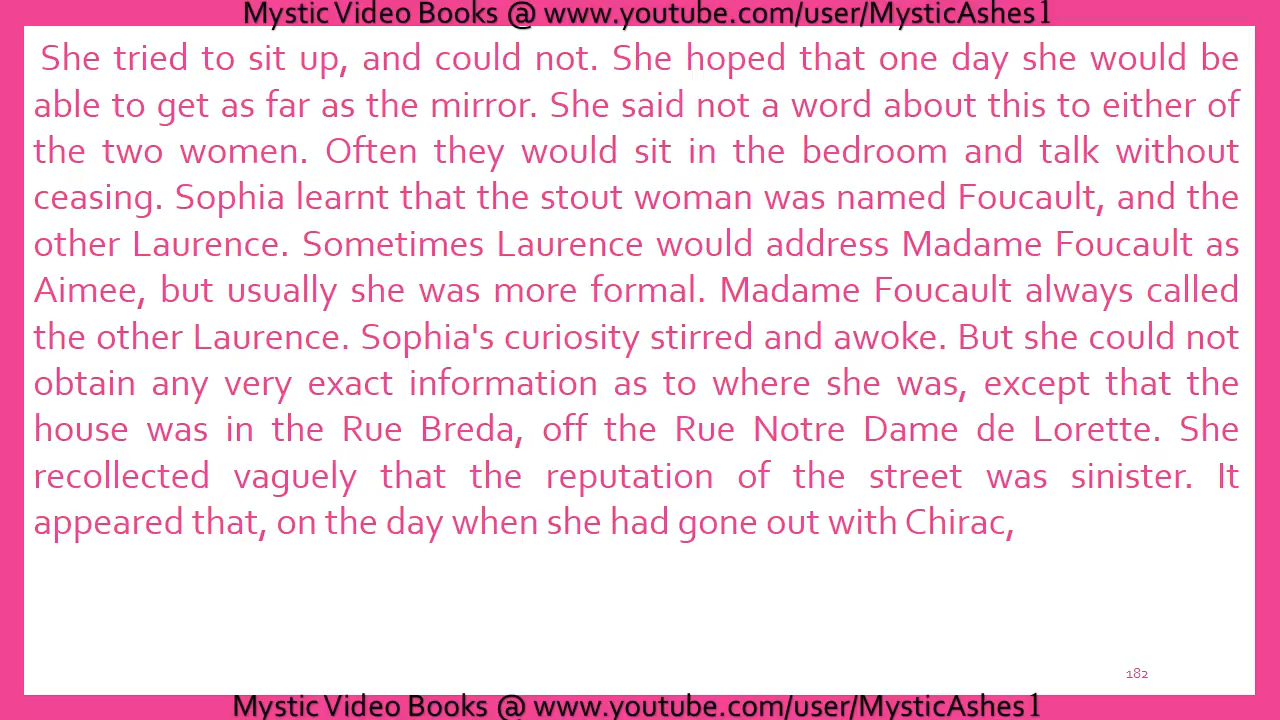 Mystic Video Books @ www.youtube.com/user/MysticAshes1
She tried to sit up, and could not. She hoped that one day she would be
able to get as far as the mirror. She said not a word about this to either of
the two women. Often they would sit in the bedroom and talk without
ceasing. Sophia learnt that the stout woman was named Foucault, and the
other Laurence. Sometimes Laurence would address Madame Foucault as
Aimee, but usually she was more formal. Madame Foucault always called
the other Laurence. Sophia's curiosity stirred and awoke. But she could not
obtain any very exact information as to where she was, except that the
house was in the Rue Breda, off the Rue Notre Dame de Lorette. She
recollected vaguely that the reputation of the street was sinister. It
appeared that, on the day when she had gone out with Chirac,
182
Mystic Video Books @ www.youtube.com/user/MysticAshes1